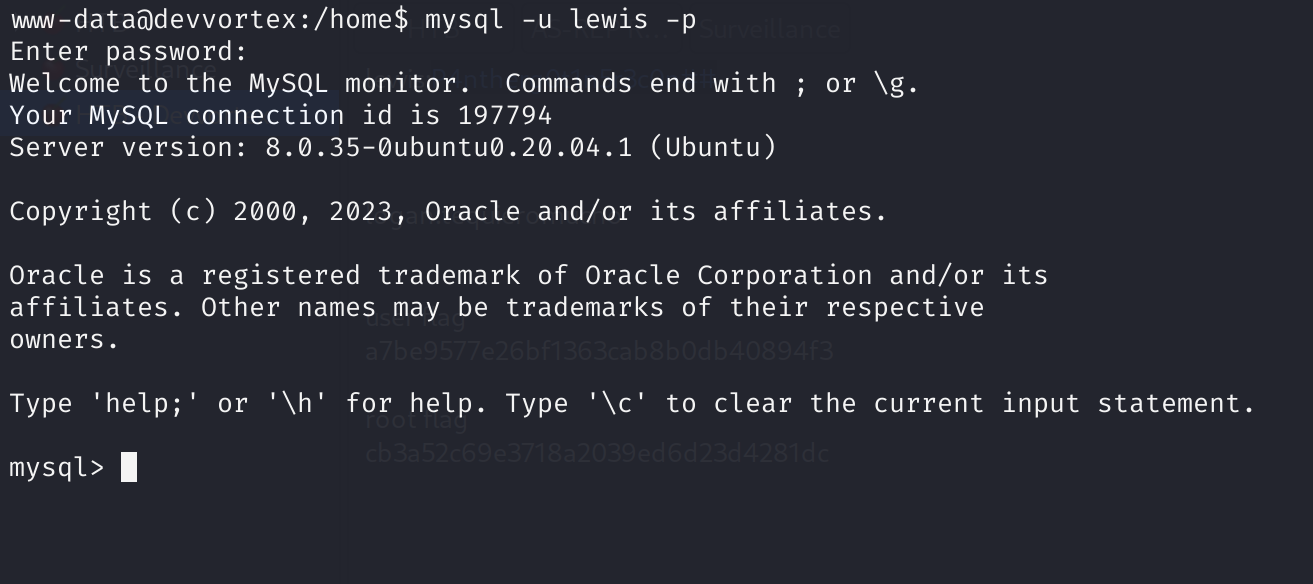 www-data@devvortex:/home$ mysql -u lewis -p
Enter password:
Welcome to the MySQL monitor.  Commands end with ; or \g.
Your MySQL connection id is 197794
Server version: 8.0.35-0ubuntu0.20.04.1 (Ubuntu)
Copyright (c) 2000, 2023, Oracle and/or its affiliates.
Oracle is a registered trademark of Oracle Corporation and/or its
affiliates. Other names may be trademarks of their respective
owners.
user flag
a7be9577e26bf1363cab8b0db40894f3
Type 'help;' or '\h' for help. Type '\c' to clear the current input statement.
root flag
cb3a52c69e3718a2039ed6d23d4281dc
mysql>
Surveillance
Surveillance